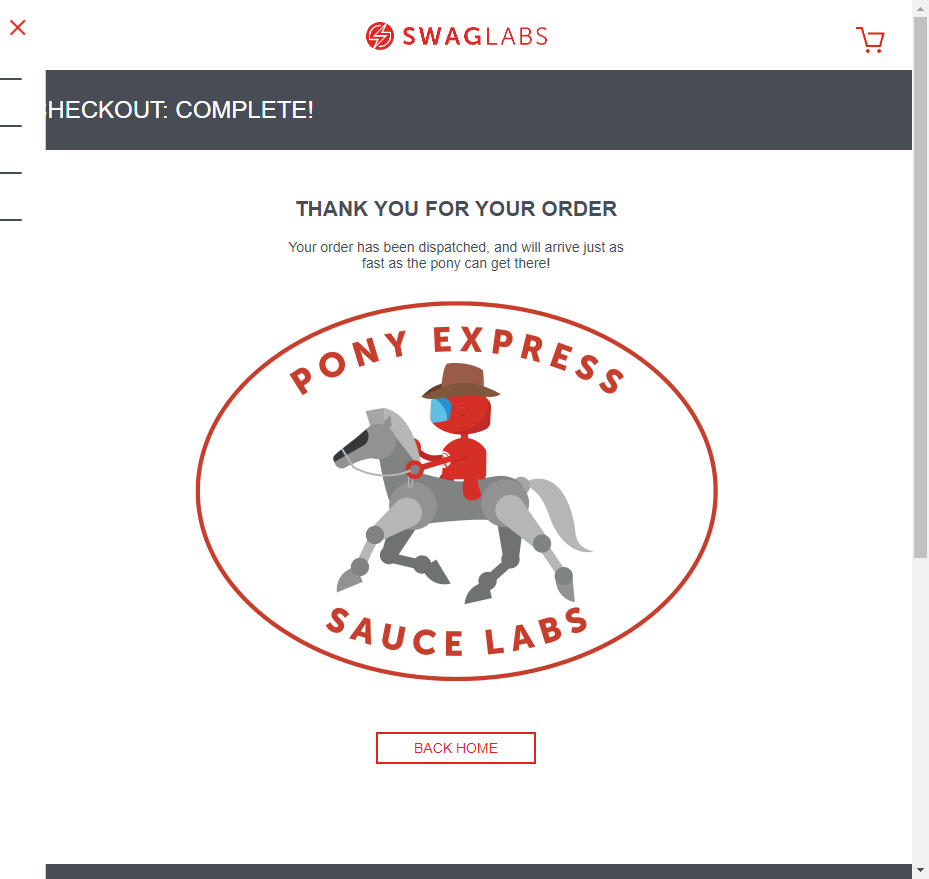 SWAGLABS
CHECKOUT: COMPLETE!
THANK YOU FOR YOUR ORDER
Your order has been dispatched, and will arrive just as
fast as the pony can get there!
PONY EXPRESS
SAUCE LABS
BACK HOME